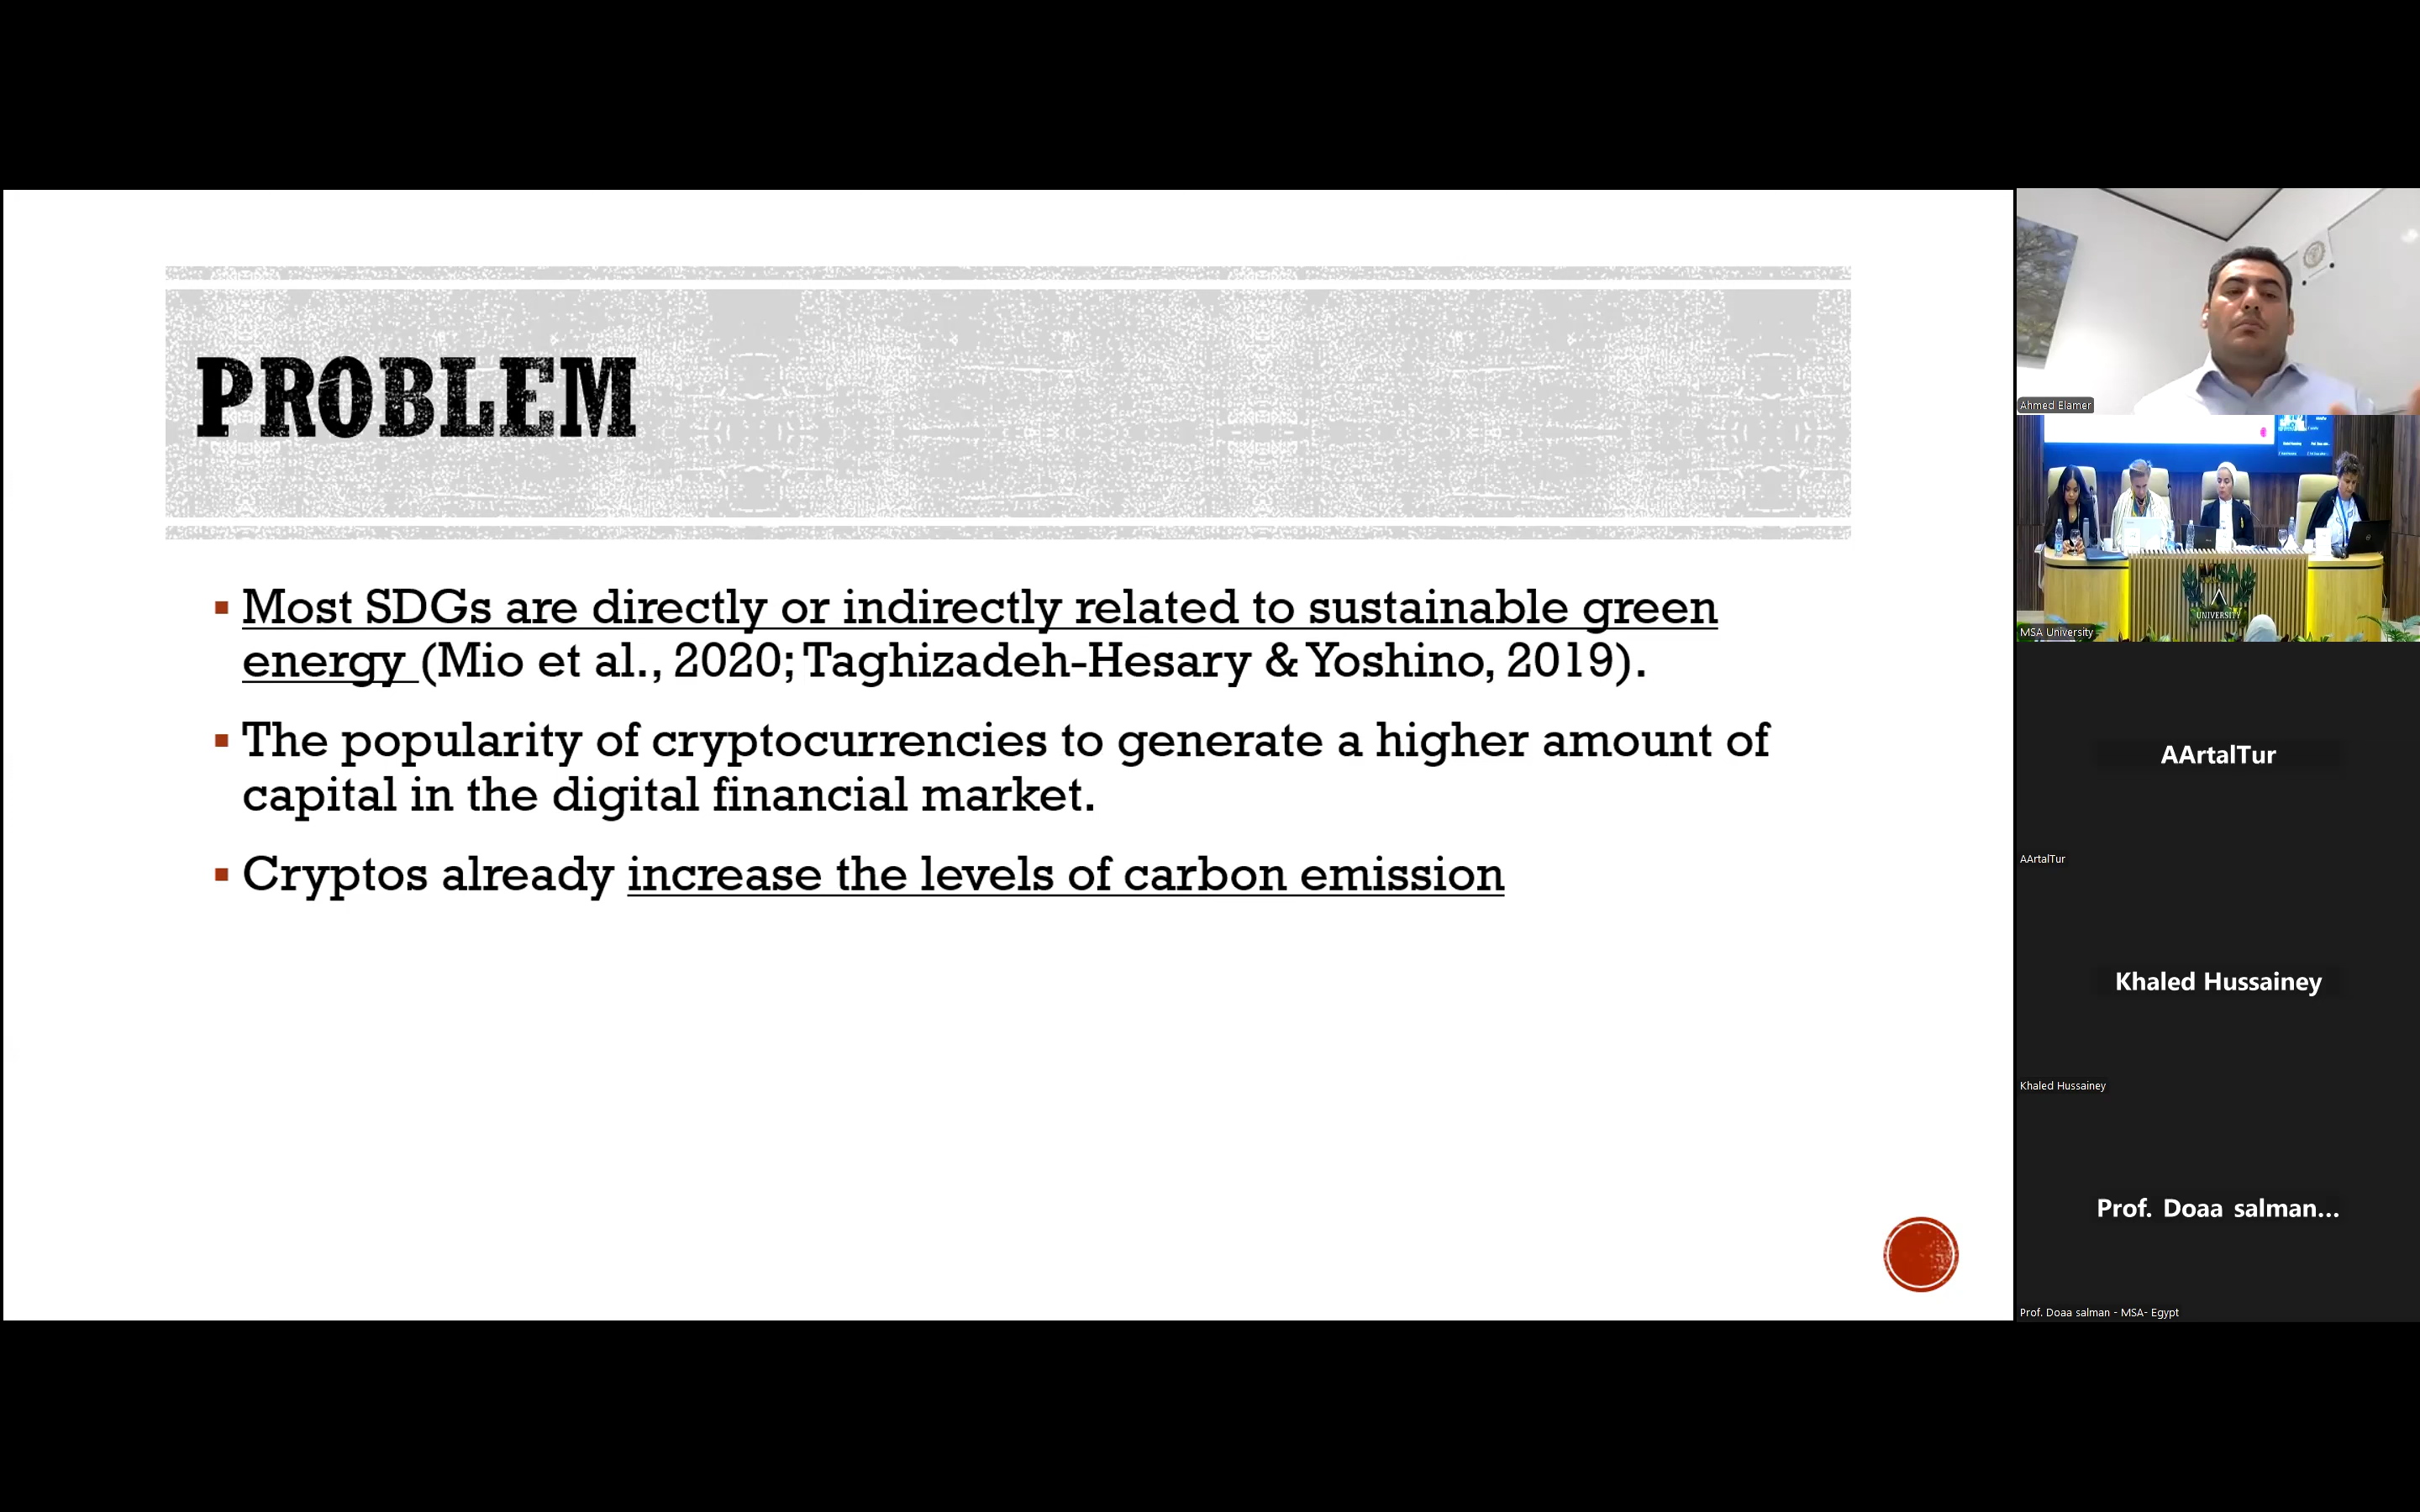 PROBLEM
Most SDGs are directly or indirectly related to sustainable green
energy (Mio et al., 2020; Taghizadeh-Hesary & Yoshino, 2019).
The popularity of cryptocurrencies to generate a higher amount of
capital in the digital financial market.
Cryptos already increase the levels of carbon emission
Ahmed Elamer
UNIVERSITY
MSA University
AArtalTur
AArtalTur
Khaled Hussainey
Khaled Hussainey
Prof. Doaa salman...
Prof. Doaa salman - MSA- Egypt